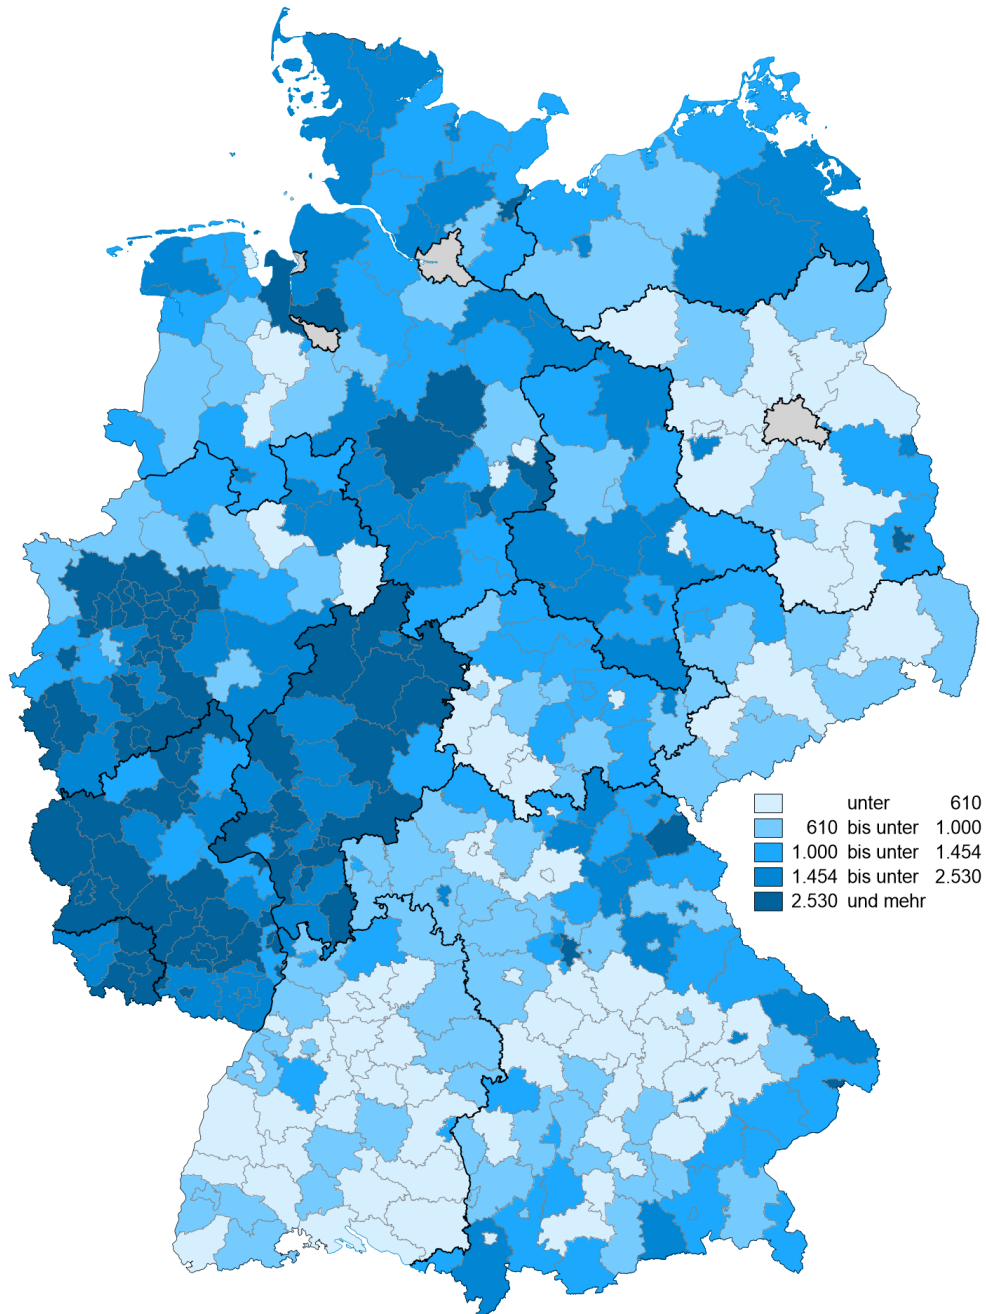 unter 610
610 bis unter 1.000
1.000 bis unter 1.454
1.454 bis unter 2.530
2.530 und mehr